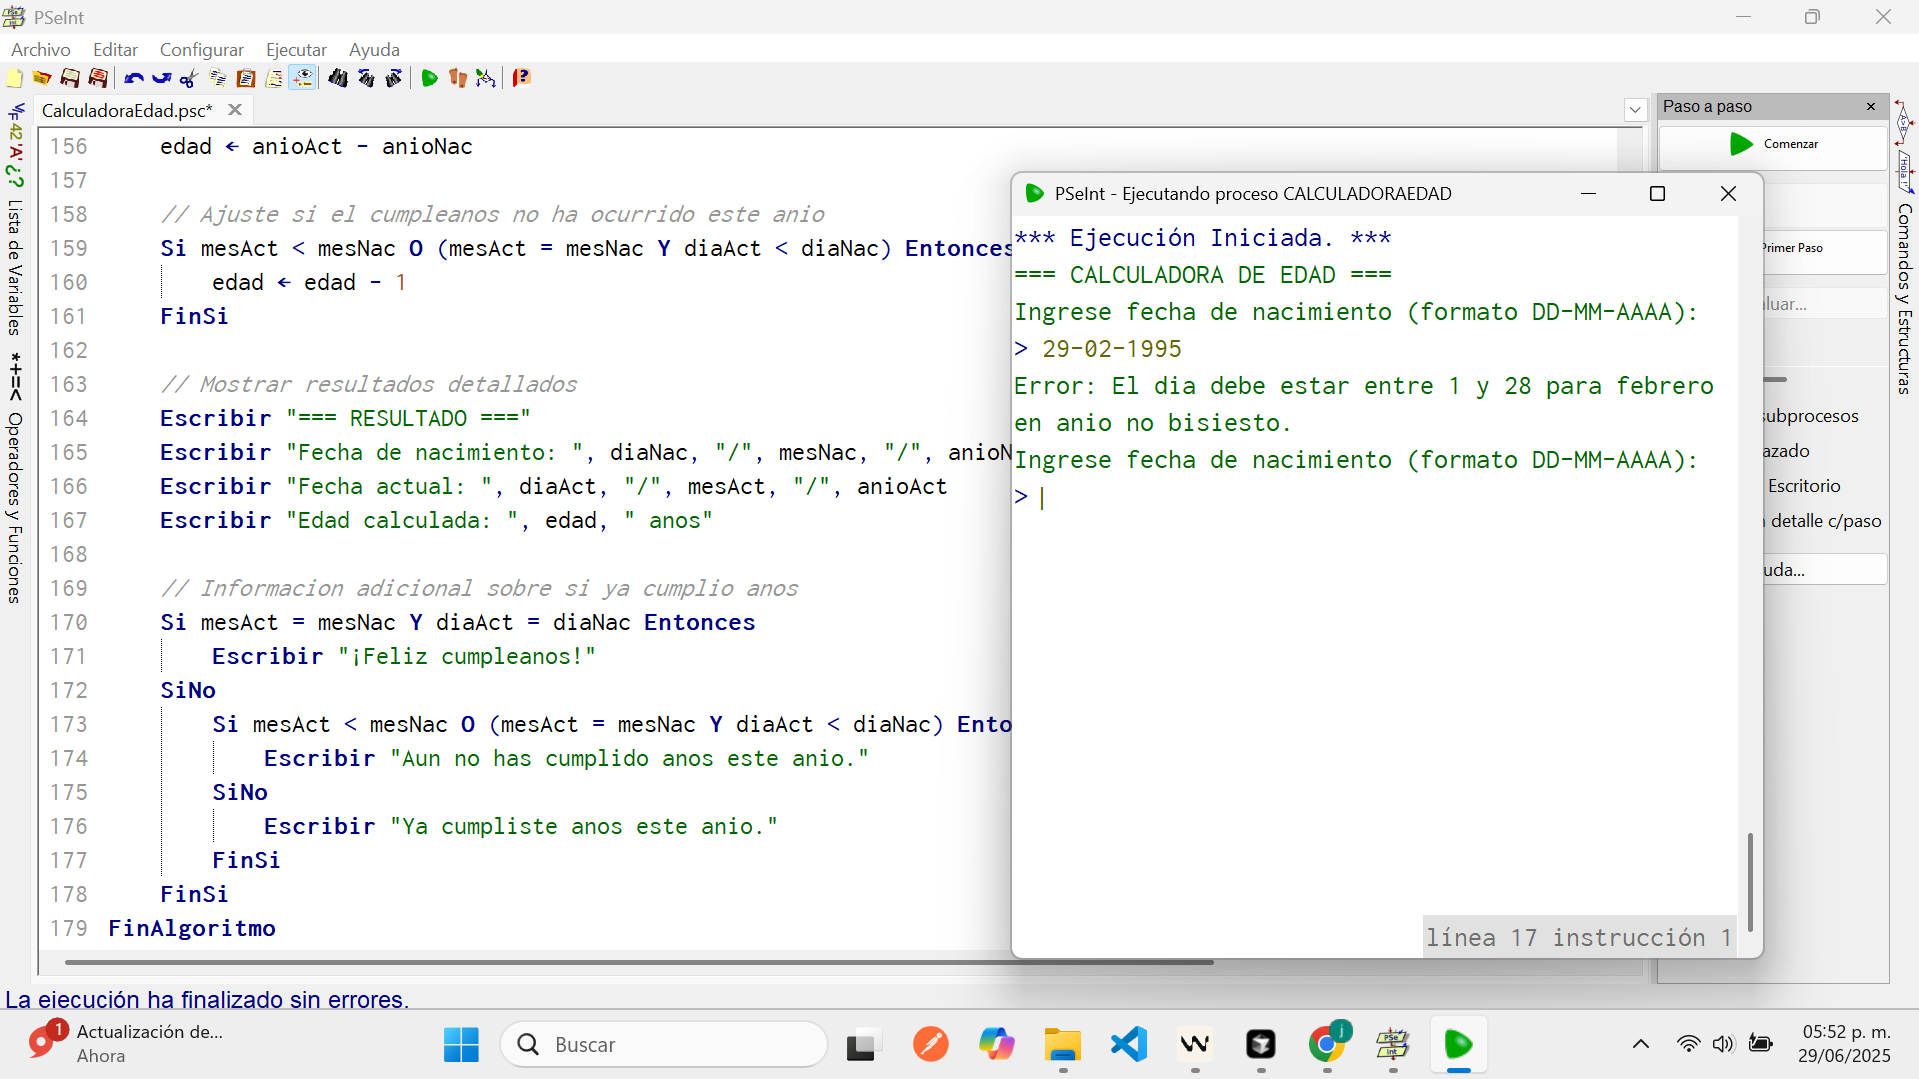 PSeInt
Archivo Editar Configurar Ejecutar Ayuda
CalculadoraEdad.psc*
156 edad ← anioAct - anioNac
157
158 // Ajuste si el cumpleanos no ha ocurrido este anio
159 Si mesAct < mesNac O (mesAct = mesNac Y diaAct < diaNac) Entonces
160 edad ← edad - 1
161 FinSi
162
163 // Mostrar resultados detallados
164 Escribir "=== RESULTADO ==="
165 Escribir "Fecha de nacimiento: ", diaNac, "/", mesNac, "/", anioN
166 Escribir "Fecha actual: ", diaAct, "/", mesAct, "/", anioAct
167 Escribir "Edad calculada: ", edad, " anos"
168
169 // Informacion adicional sobre si ya cumplio anos
170 Si mesAct = mesNac Y diaAct = diaNac Entonces
171 Escribir "¡Feliz cumpleanos!"
172 SiNo
173 Si mesAct < mesNac O (mesAct = mesNac Y diaAct < diaNac) Ento
174 Escribir "Aun no has cumplido anos este anio."
175 SiNo
176 Escribir "Ya cumpliste anos este anio."
177 FinSi
178 FinSi
179 FinAlgoritmo
La ejecución ha finalizado sin errores.
Lista de Variables
*+=< Operadores y Funciones
PSeInt - Ejecutando proceso CALCULADORAEDAD
*** Ejecución Iniciada. ***
=== CALCULADORA DE EDAD ===
Ingrese fecha de nacimiento (formato DD-MM-AAAA):
> 29-02-1995
Error: El dia debe estar entre 1 y 28 para febrero
en anio no bisiesto.
Ingrese fecha de nacimiento (formato DD-MM-AAAA):
>
línea 17 instrucción 1
Paso a paso
Comenzar
Primer Paso
luar...
subprocesos
azado
Escritorio
detalle c/paso
uda...
Comandos y Estructuras
1
Actualización de...
Ahora
Buscar
05:52 p. m.
29/06/2025